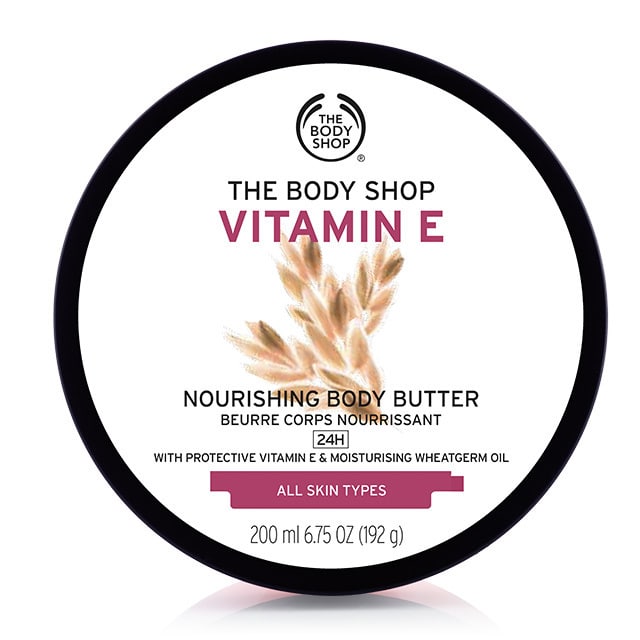 THE
BODY
SHOP
®
THE BODY SHOP
VITAMIN E
NOURISHING BODY BUTTER
BEURRE CORPS NOURRISSANT
24H
WITH PROTECTIVE VITAMIN E & MOISTURISING WHEATGERM OIL
ALL SKIN TYPES
200 ml 6.75 OZ (192 g)